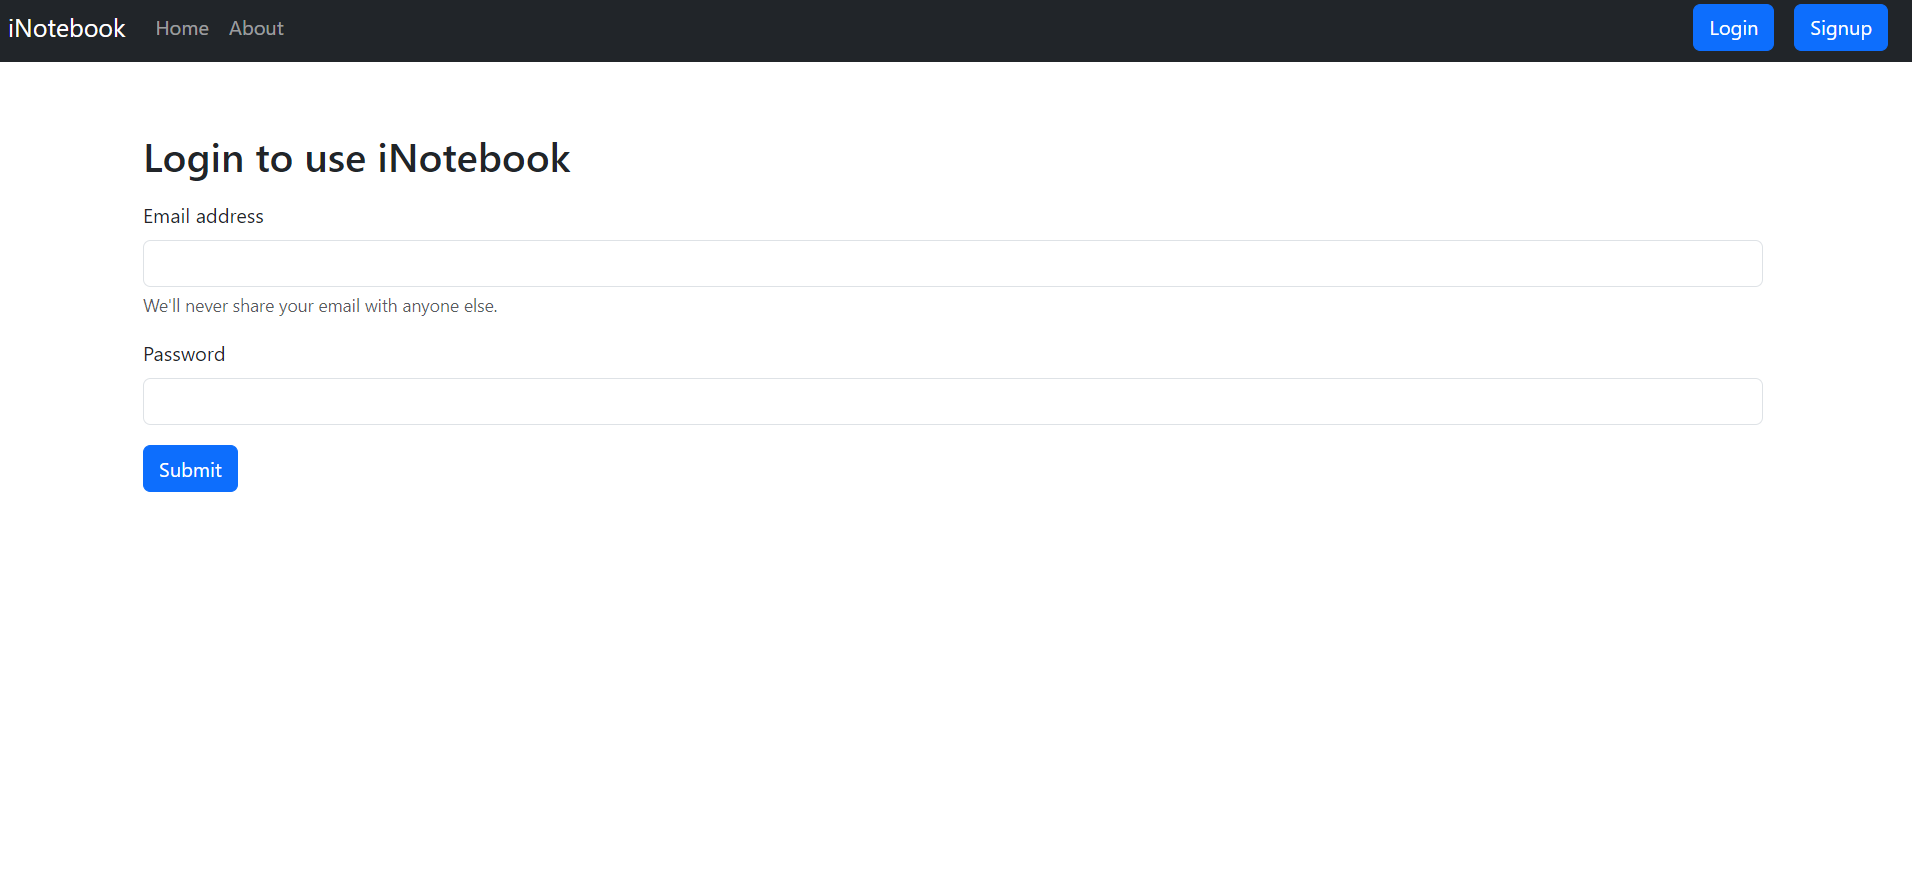 iNotebook Home About Login Signup
Login to use iNotebook
Email address
We'll never share your email with anyone else.
Password
Submit